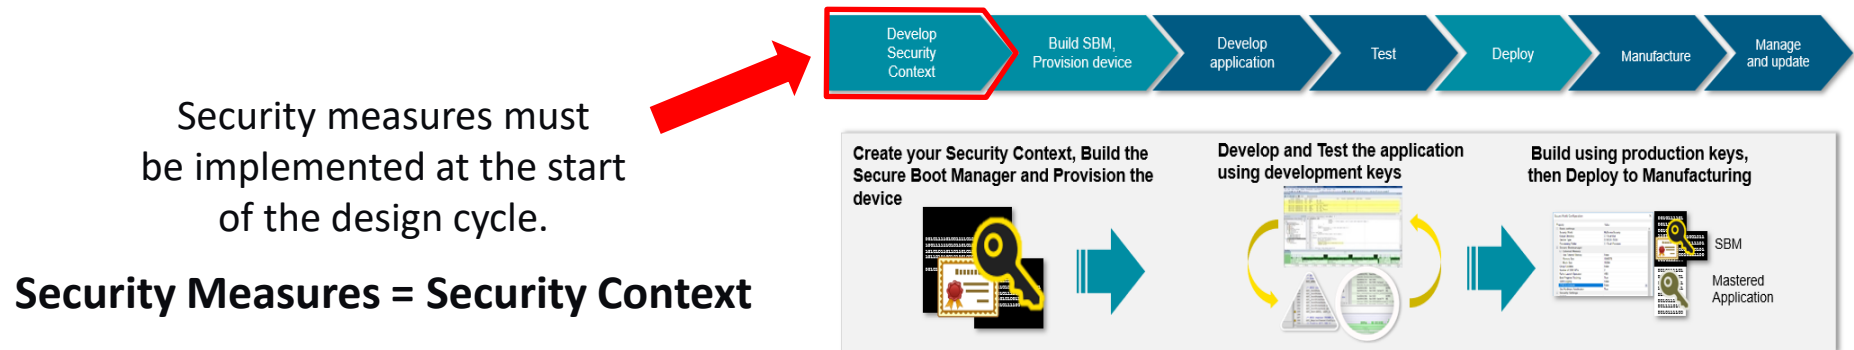 Security measures must
be implemented at the start
of the design cycle.
Security Measures = Security Context
Develop
Security
Context
Build SBM,
Provision device
Develop
application
Test
Deploy
Manufacture
Manage
and update
Create your Security Context, Build the
Secure Boot Manager and Provision the
device
Develop and Test the application
using development keys
Build using production keys,
then Deploy to Manufacturing
SBM
Mastered
Application